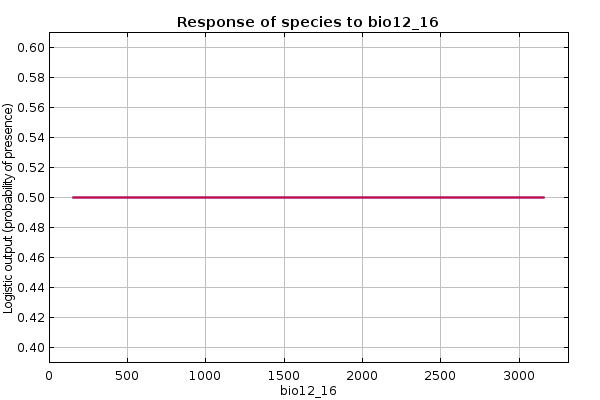 Response of species to bio12_16
Logistic output (probability of presence)
0.60
0.58
0.56
0.54
0.52
0.50
0.48
0.46
0.44
0.42
0.40
0 500 1000 1500 2000 2500 3000
bio12_16